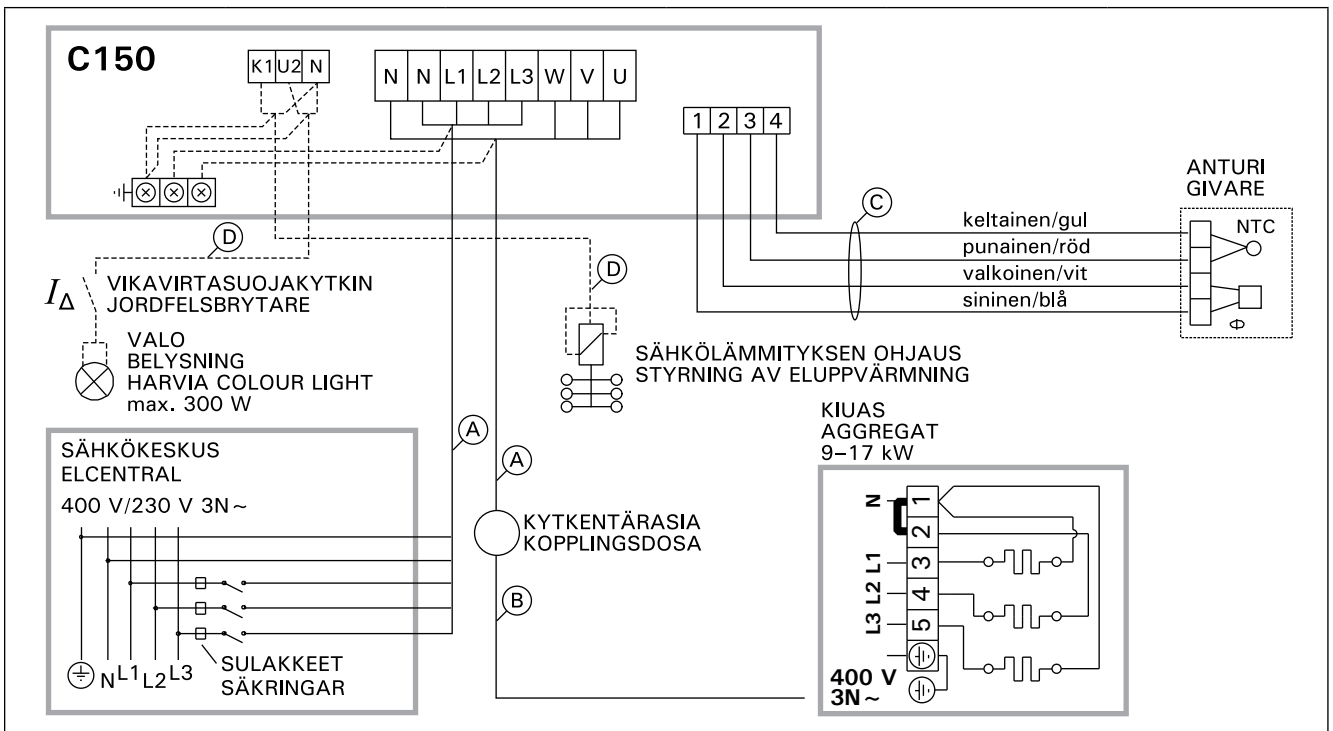 C150
K1 U2 N
N N L1 L2 L3 W V U
1 2 3 4
ANTURI
GIVARE
NTC
C
keltainen/gul
punainen/röd
valkoinen/vit
sininen/blå
Φ
D
I∆
VIKAVIRTASUOJAKYTKIN
JORDFELSBRYTARE
VALO
BELYSNING
HARVIA COLOUR LIGHT
max. 300 W
D
SÄHKÖLÄMMITYKSEN OHJAUS
STYRNING AV ELUPPVÄRMNING
A
A
SÄHKÖKESKUS
ELCENTRAL
400 V/230 V 3N~
N L1 L2 L3
SULAKKEET
SÄKRINGAR
KYTKENTÄRASIA
KOPPLINGSDOSA
B
KIUAS
AGGREGAT
9–17 kW
N
1
2
L1 3
L2 4
L3 5
400 V
3N~